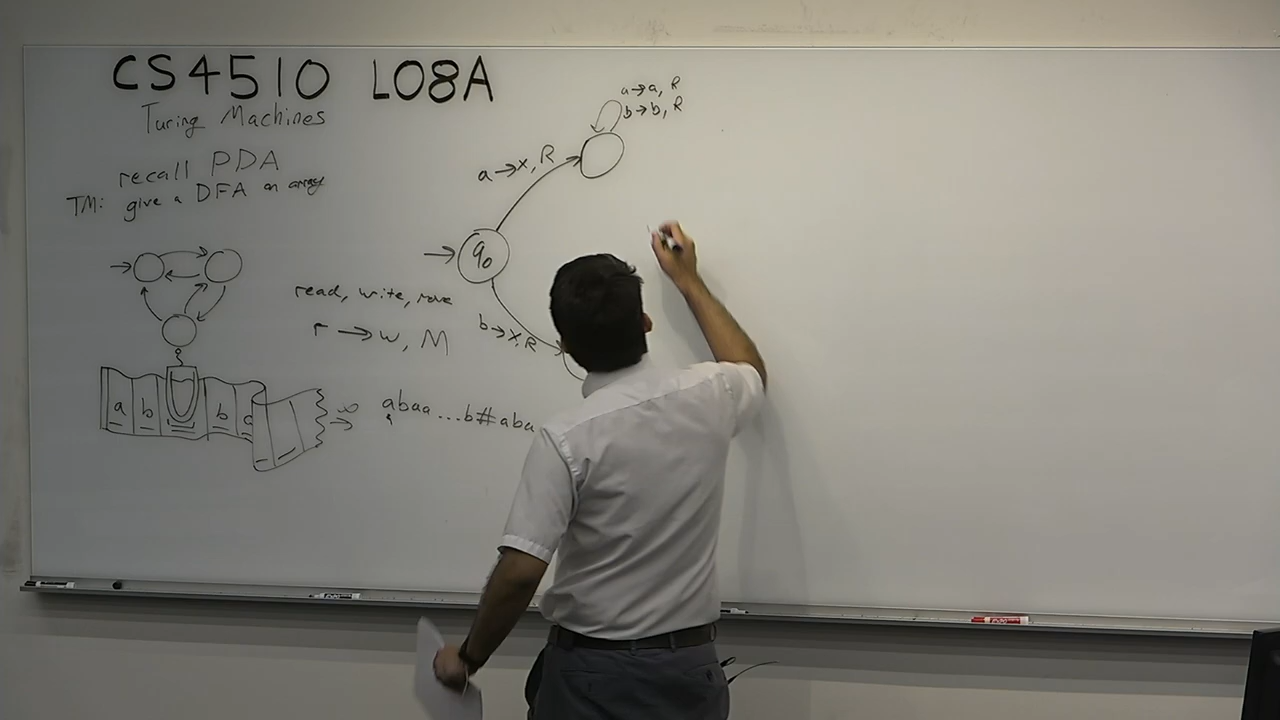 CS4510 L08A
Turing Machines
recall PDA
TM: give a DFA an array
read, write, move
r → w, M
a b b
∞
abaa...b#aba
q₀
a→x, R
a→a, R
b→b, R
b→x, R